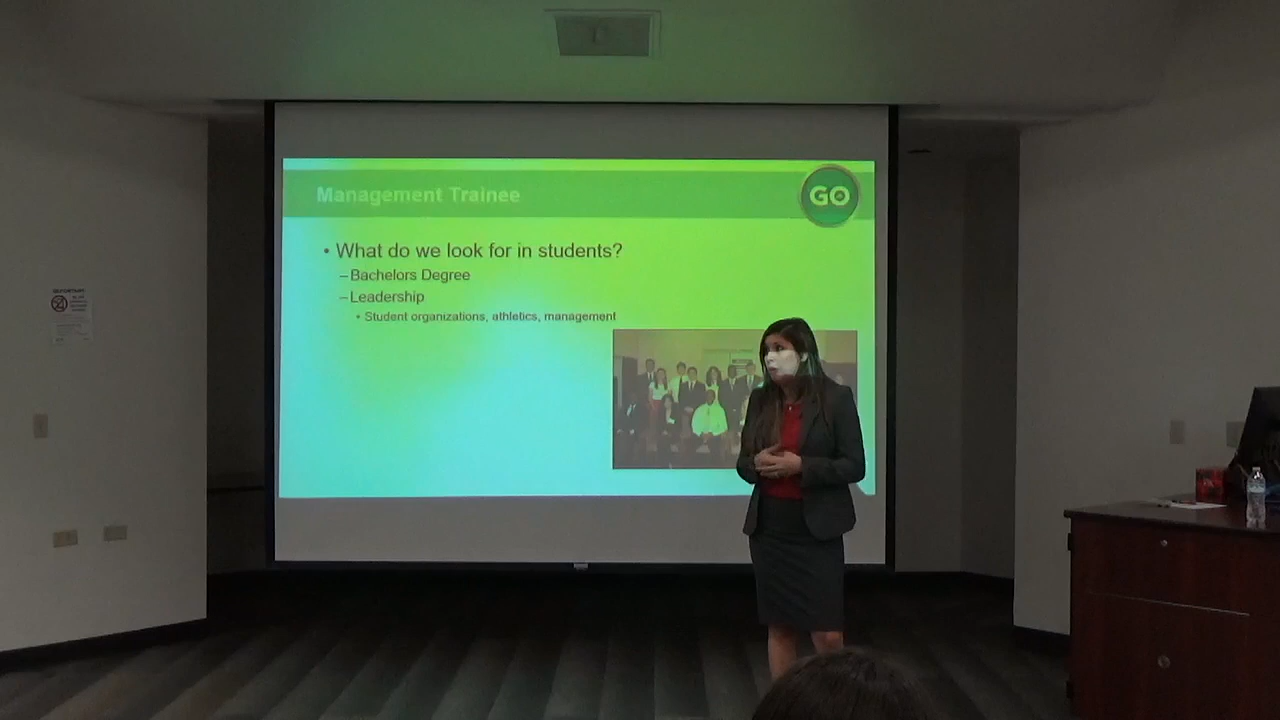 Management Trainee
GO
• What do we look for in students?
–Bachelors Degree
–Leadership
• Student organizations, athletics, management